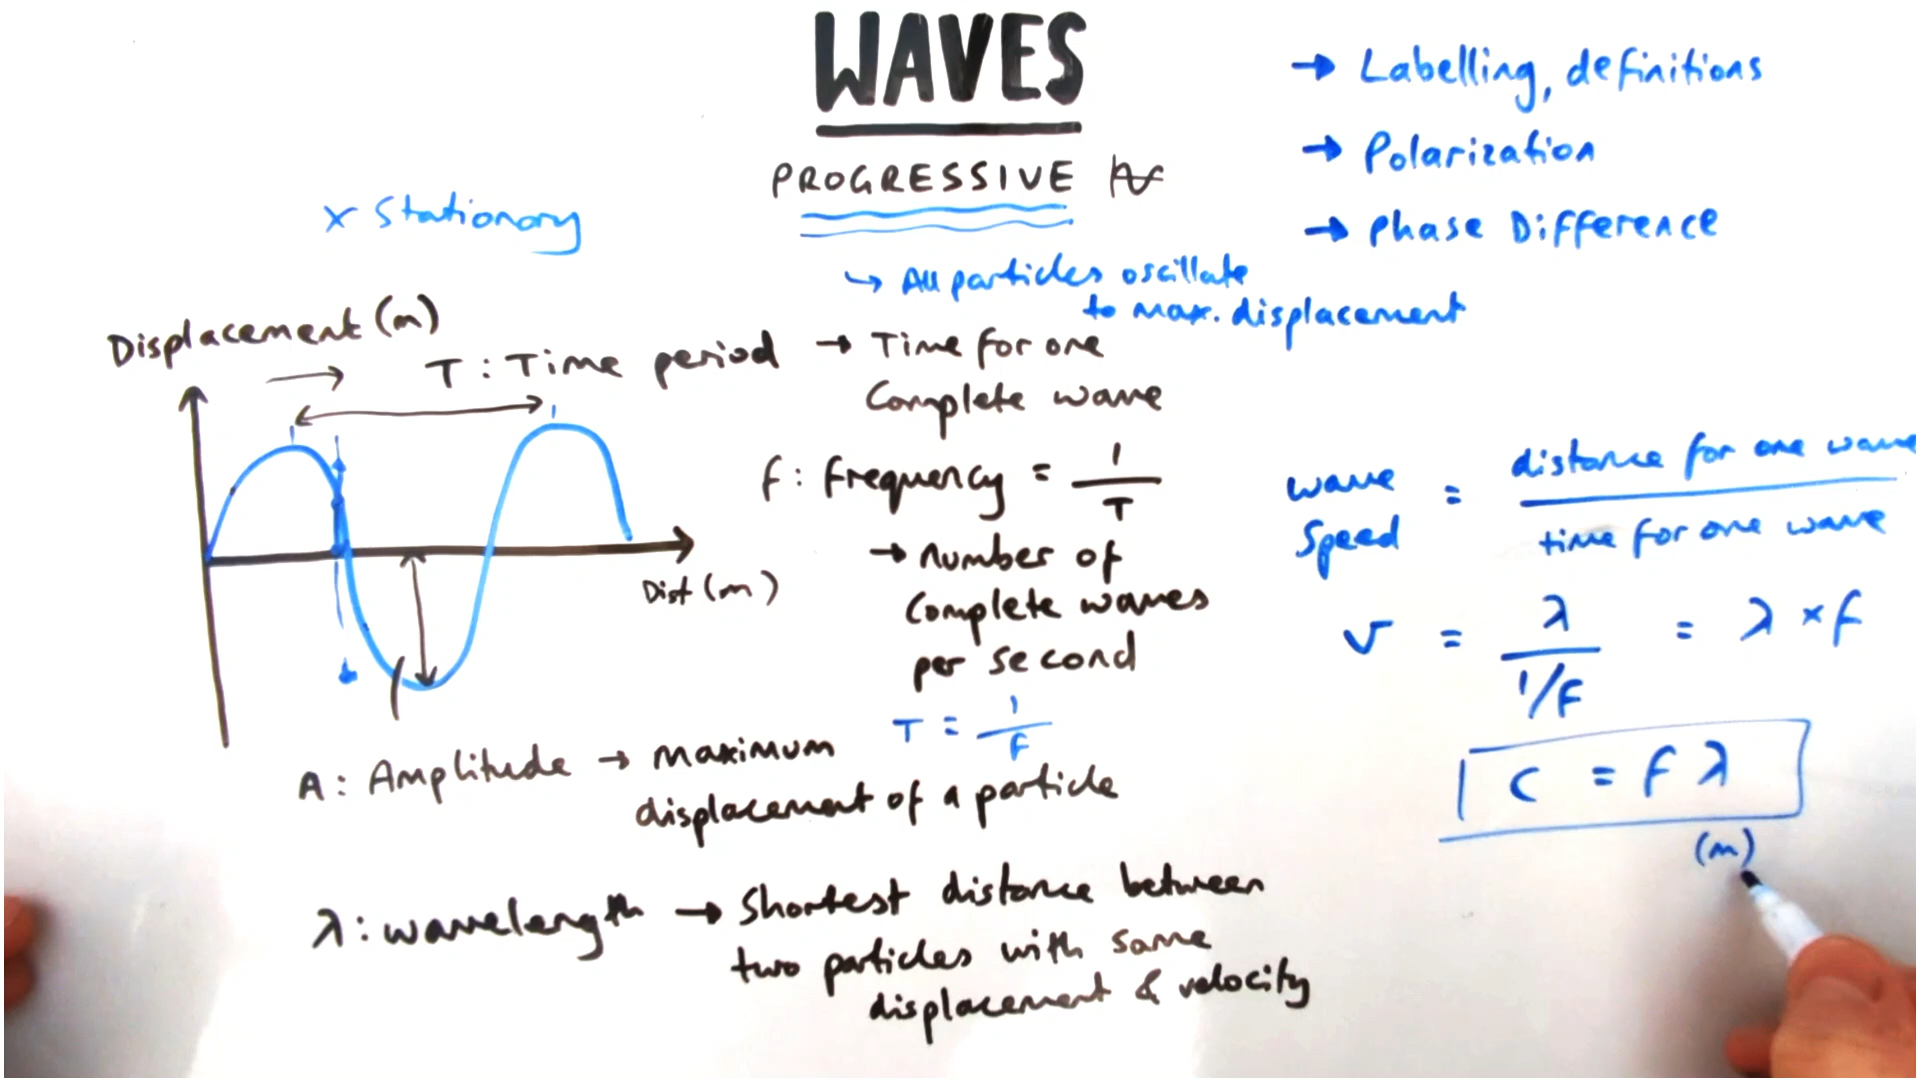 WAVES
→ Labelling, definitions
→ Polarization
→ Phase Difference
PROGRESSIVE
x Stationary
↳ All particles oscillate
to max. displacement
Displacement (m)
T : Time period → Time for one
Complete wave
f : frequency = 1/T
→ Number of
Complete waves
per second
T = 1/f
Dist (m)
A : Amplitude → Maximum
displacement of a particle
λ : wavelength → Shortest distance between
two particles with same
displacement & velocity
wave speed = distance for one wave / time for one wave
v = λ / 1/f = λ × f
c = f λ
(m)